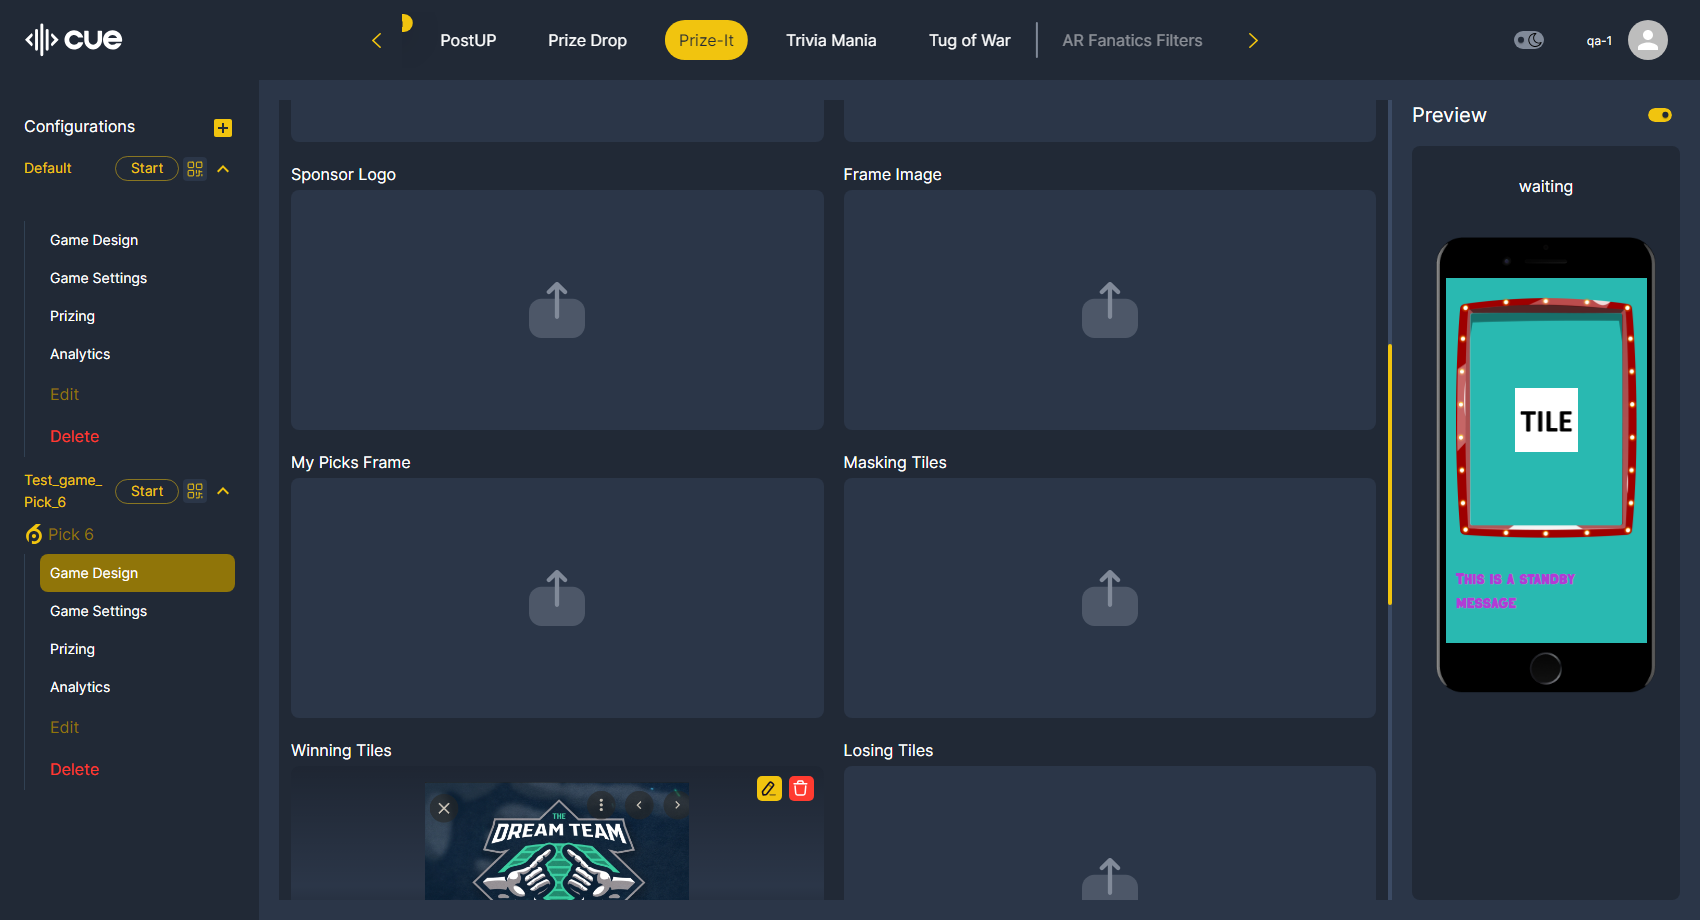 cue
PostUP
Prize Drop
Prize-It
Trivia Mania
Tug of War
AR Fanatics Filters
qa-1
Configurations
Default
Start
Game Design
Game Settings
Prizing
Analytics
Edit
Delete
Test_game_
Pick_6
Start
Pick 6
Game Design
Game Settings
Prizing
Analytics
Edit
Delete
Sponsor Logo
Frame Image
My Picks Frame
Masking Tiles
Winning Tiles
Losing Tiles
THE
DREAM TEAM
Preview
waiting
TILE
THIS IS A STANDBY
MESSAGE